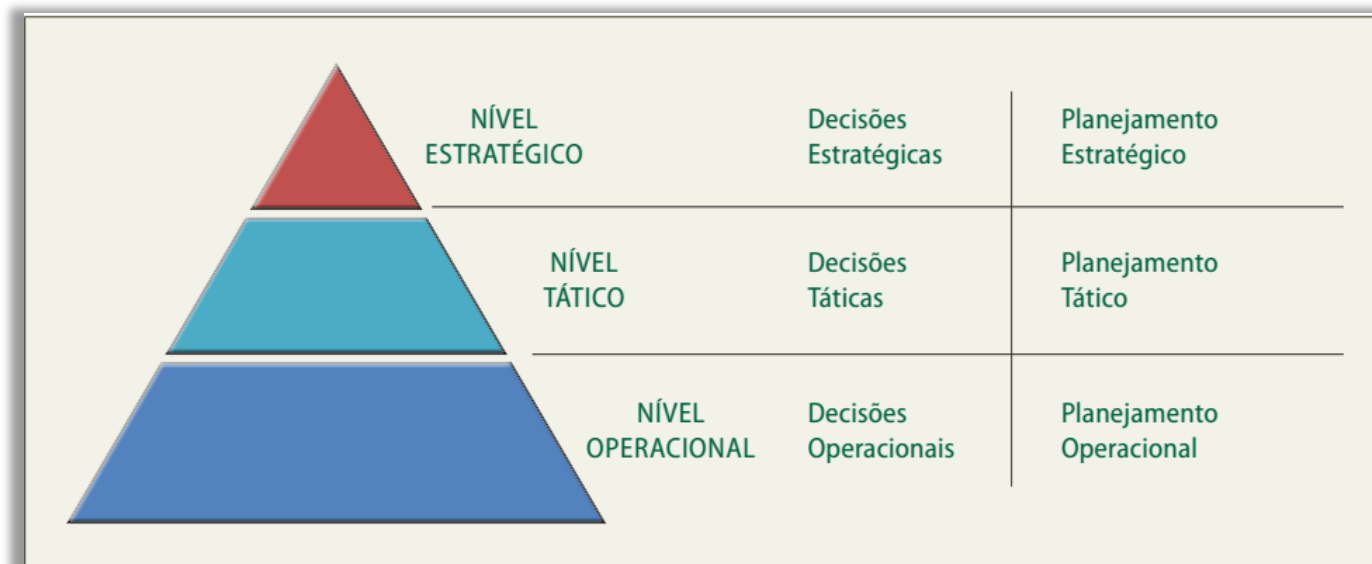 NÍVEL
ESTRATÉGICO
Decisões
Estratégicas
Planejamento
Estratégico
NÍVEL
TÁTICO
Decisões
Táticas
Planejamento
Tático
NÍVEL
OPERACIONAL
Decisões
Operacionais
Planejamento
Operacional